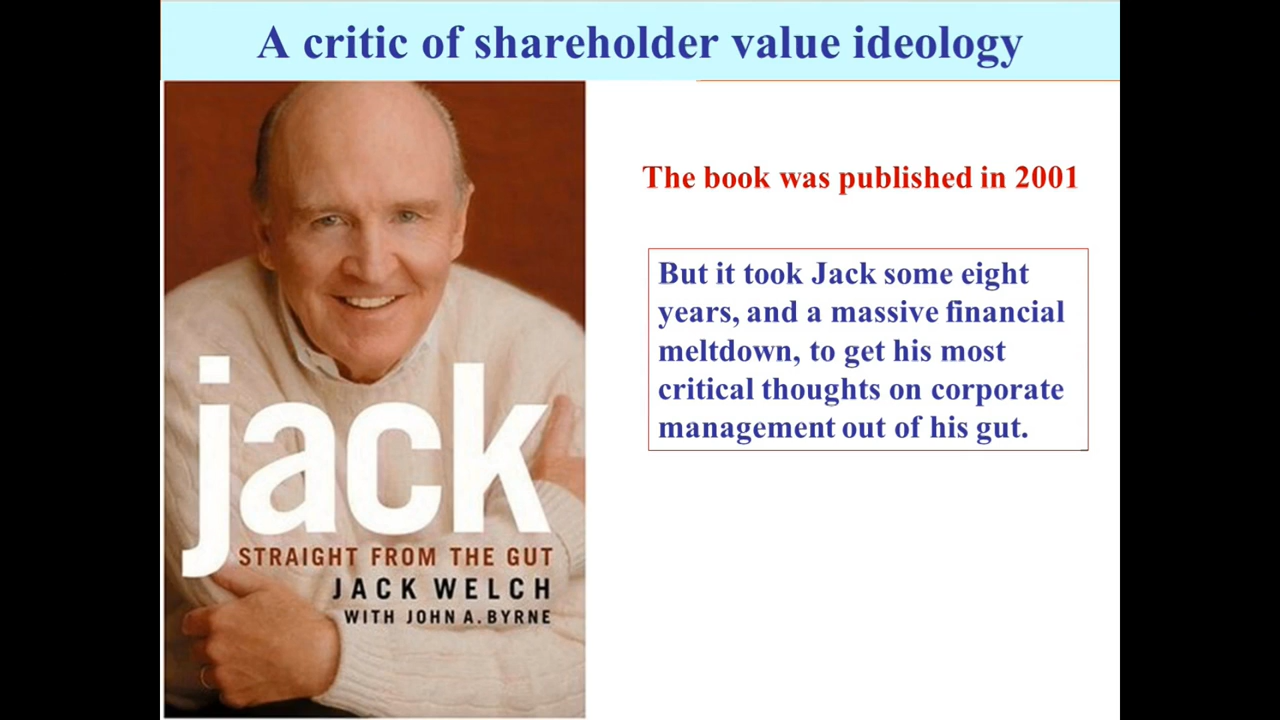 A critic of shareholder value ideology
jack
STRAIGHT FROM THE GUT
JACK WELCH
WITH JOHN A. BYRNE
The book was published in 2001
But it took Jack some eight
years, and a massive financial
meltdown, to get his most
critical thoughts on corporate
management out of his gut.